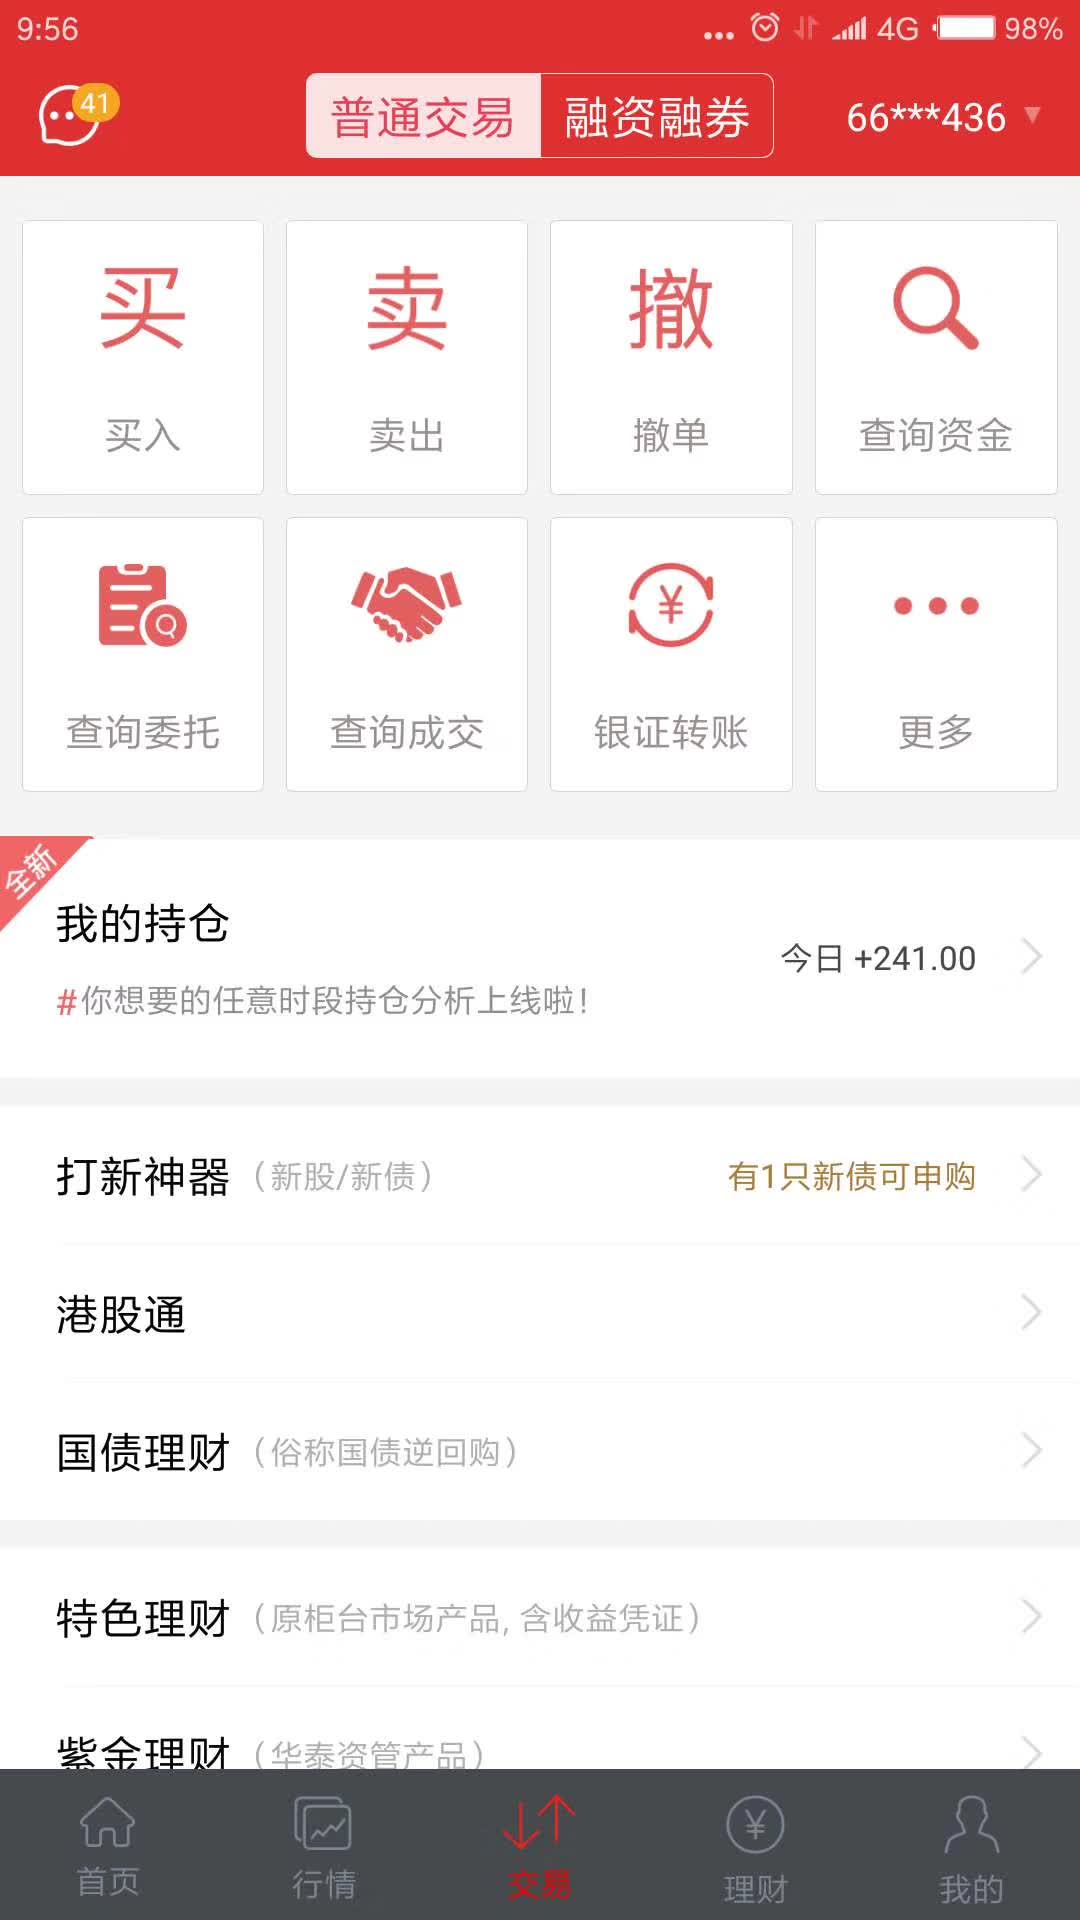 9:56
4G 98%
41
普通交易 融资融券 66***436
买 卖 撤
买入 卖出 撤单 查询资金
¥
查询委托 查询成交 银证转账 更多
全新
我的持仓
今日 +241.00
#你想要的任意时段持仓分析上线啦!
打新神器（新股/新债） 有1只新债可申购
港股通
国债理财（俗称国债逆回购）
特色理财（原柜台市场产品, 含收益凭证）
紫金理财（华泰资管产品）
¥
首页 行情 交易 理财 我的